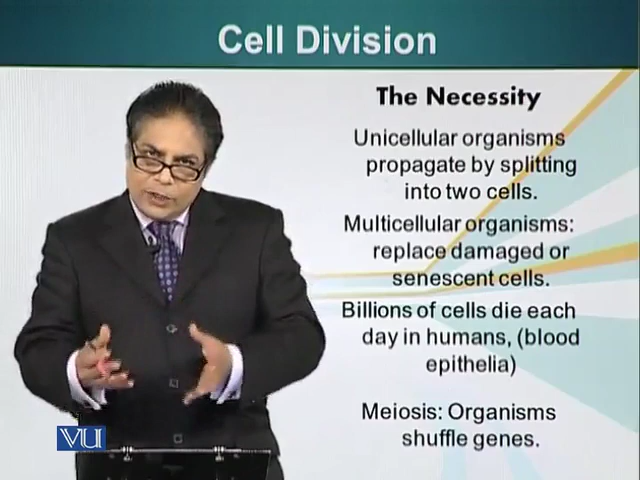 Cell Division
The Necessity
Unicellular organisms
propagate by splitting
into two cells.
Multicellular organisms:
replace damaged or
senescent cells.
Billions of cells die each
day in humans, (blood
epithelia)
Meiosis: Organisms
shuffle genes.
VU